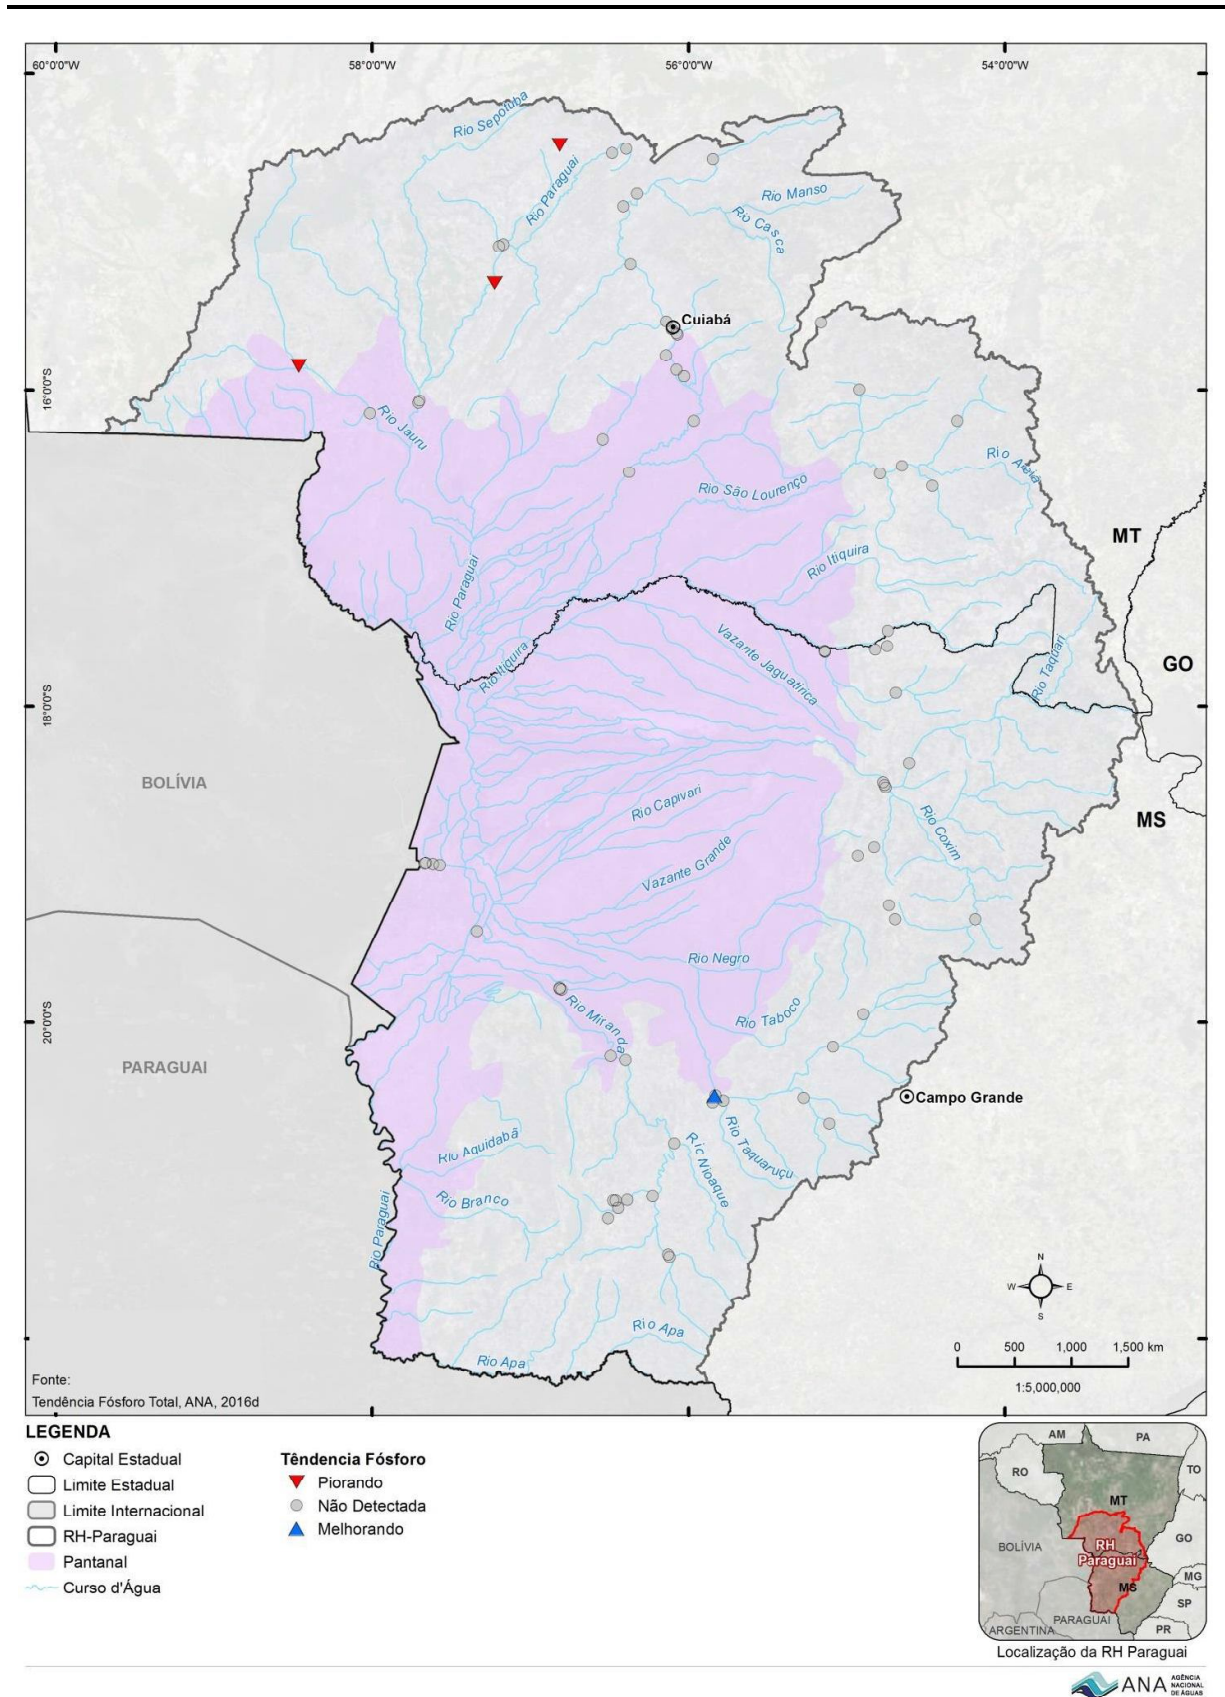 60°0'0"W
58°0'0"W
56°0'0"W
54°0'0"W
Rio Sepotuba
Rio Paraguai
Rio Manso
Rio Casca
Cuiabá
16°0'0"S
Rio Jauru
Rio São Lourenço
Rio Areia
MT
Rio Itiquira
Rio Paraguai
Vazante Jaguatirica
Rio Itiquira
Rio Taquari
GO
18°0'0"S
BOLÍVIA
Rio Capivari
Rio Coxim
MS
Vazante Grande
Rio Negro
Rio Miranda
Rio Taboco
20°0'0"S
PARAGUAI
Campo Grande
Rio Aquidabã
Rio Taquaruçu
Rio Nioaque
Rio Branco
Rio Paraguai
N
W
E
S
Rio Apa
Rio Apa
0 500 1,000 1,500 km
1:5,000,000
Fonte:
Tendência Fósforo Total, ANA, 2016d
LEGENDA
Capital Estadual
Limite Estadual
Limite Internacional
RH-Paraguai
Pantanal
Curso d'Água
Têndencia Fósforo
Piorando
Não Detectada
Melhorando
AM
PA
RO
TO
MT
BOLÍVIA
GO
RH
Paraguai
MS
MG
SP
PARAGUAI
ARGENTINA
PR
Localização da RH Paraguai
ANA AGÊNCIA
NACIONAL
DE ÁGUAS